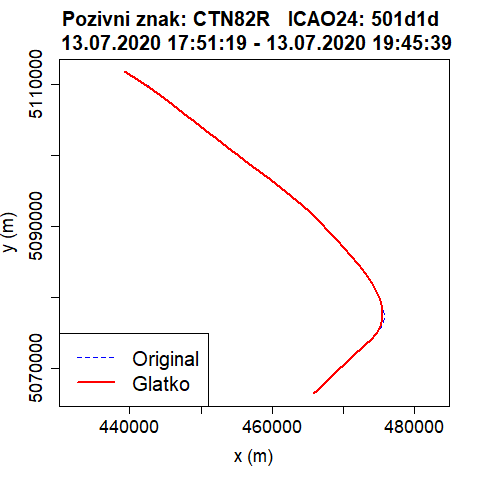 Pozivni znak: CTN82R   ICAO24: 501d1d
13.07.2020 17:51:19 - 13.07.2020 19:45:39
5110000
5090000
5070000
y (m)
Original
Glatko
440000 460000 480000
x (m)